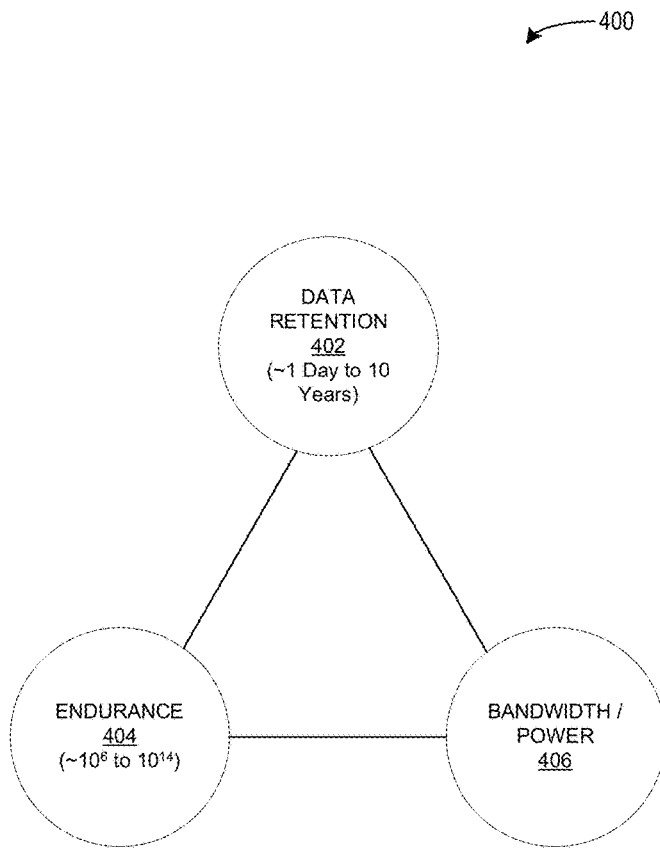 400
DATA
RETENTION
402
(~1 Day to 10
Years)
ENDURANCE
404
(~10⁶ to 10¹⁴)
BANDWIDTH /
POWER
406